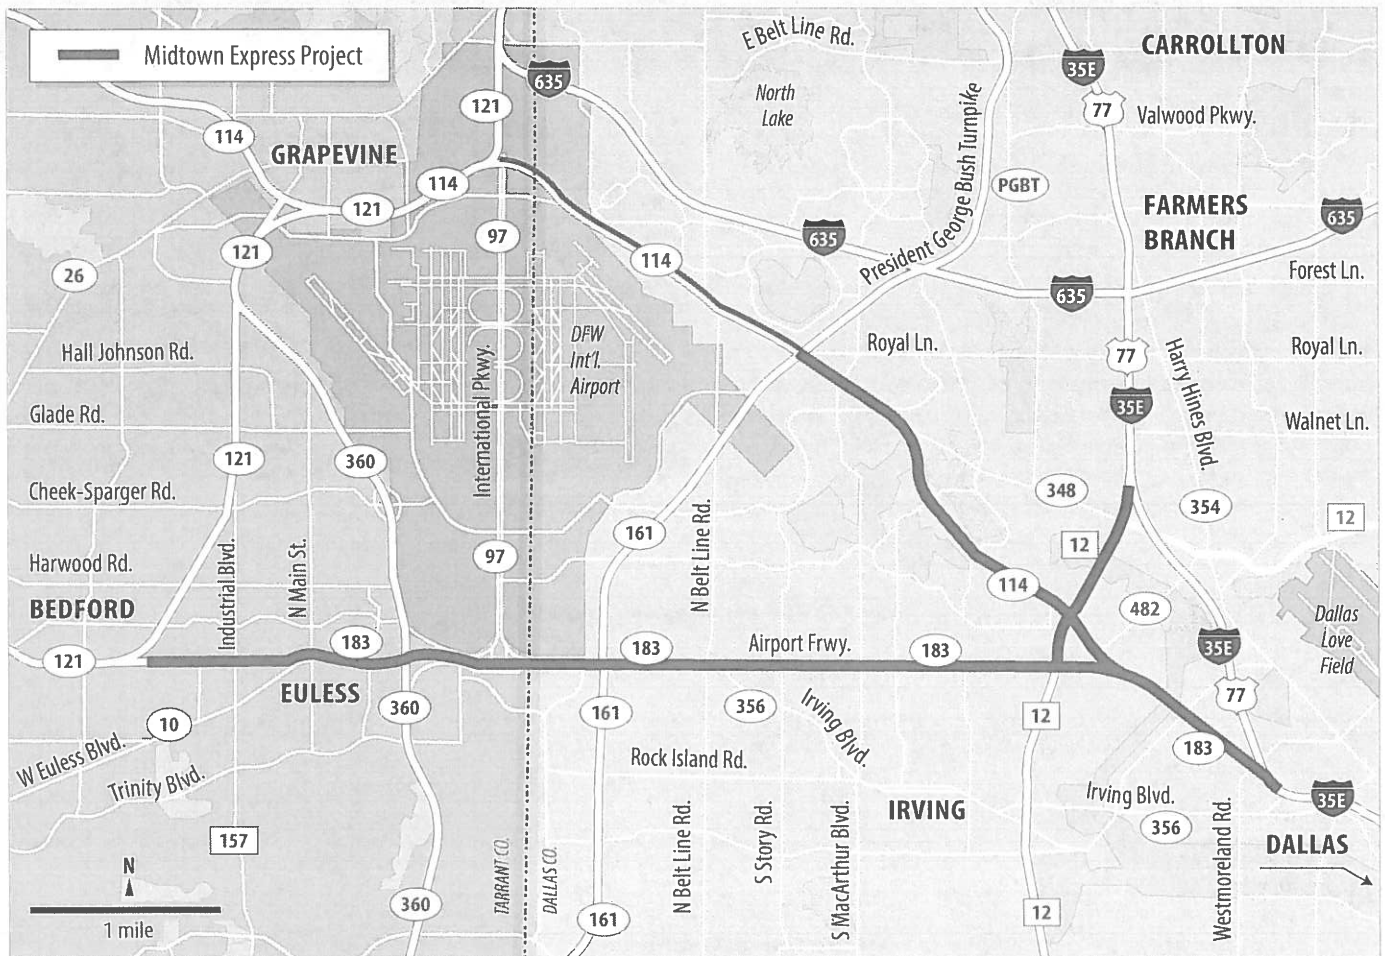 Midtown Express Project
E Belt Line Rd.
CARROLLTON
35E
635
North
Lake
121
77
Valwood Pkwy.
114
GRAPEVINE
President George Bush Turnpike
114
PGBT
121
FARMERS
BRANCH
635
97
635
121
114
26
Forest Ln.
635
DFW
Int'l.
Airport
Royal Ln.
Hall Johnson Rd.
77
Harry Hines Blvd.
Royal Ln.
International Pkwy.
35E
Glade Rd.
Walnet Ln.
121
360
Cheek-Sparger Rd.
348
354
161
N Belt Line Rd.
12
12
Harwood Rd.
Industrial Blvd.
N Main St.
97
114
BEDFORD
482
Dallas
Love
Field
183
183
Airport Frwy.
183
35E
121
EULESS
77
360
161
356
Irving Blvd.
12
10
W Euless Blvd.
183
Rock Island Rd.
Trinity Blvd.
Irving Blvd.
35E
IRVING
356
157
DALLAS
N Belt Line Rd.
S Story Rd.
S MacArthur Blvd.
Westmoreland Rd.
TARRANT CO.
DALLAS CO.
N
360
161
12
1 mile